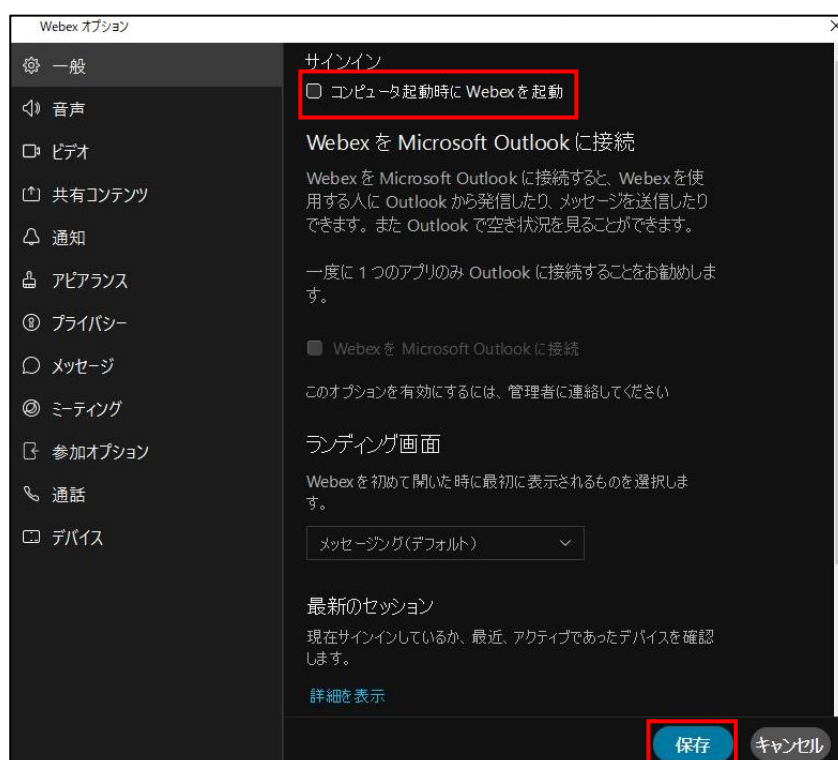 Webex オプション
一般
音声
ビデオ
共有コンテンツ
通知
アピアランス
プライバシー
メッセージ
ミーティング
参加オプション
通話
デバイス
サインイン
コンピュータ起動時に Webex を起動
Webex を Microsoft Outlook に接続
Webex を Microsoft Outlook に接続すると、Webex を使
用する人に Outlook から発信したり、メッセージを送信したり
できます。また Outlook で空き状況を見ることができます。
一度に 1 つのアプリのみ Outlook に接続することをお勧めしま
す。
Webex を Microsoft Outlook に接続
このオプションを有効にするには、管理者に連絡してください
ランディング画面
Webex を初めて開いた時に最初に表示されるものを選択しま
す。
メッセージング(デフォルト)
最新のセッション
現在サインインしているか、最近、アクティブであったデバイスを確認
します。
詳細を表示
保存
キャンセル